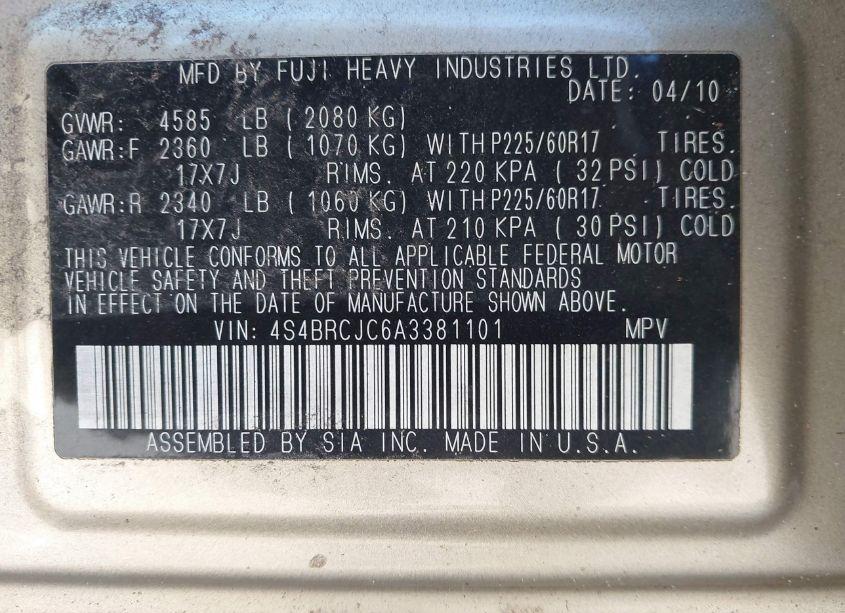 MFD BY FUJI HEAVY INDUSTRIES LTD.
DATE: 04/10
GVWR: 4585 LB ( 2080 KG)
GAWR:F 2360 LB ( 1070 KG) WITH P225/60R17 TIRES.
17X7J RIMS. AT 220 KPA ( 32 PSI) COLD
GAWR:R 2340 LB ( 1060 KG) WITH P225/60R17 TIRES.
17X7J RIMS. AT 210 KPA ( 30 PSI) COLD
THIS VEHICLE CONFORMS TO ALL APPLICABLE FEDERAL MOTOR
VEHICLE SAFETY AND THEFT PREVENTION STANDARDS
IN EFFECT ON THE DATE OF MANUFACTURE SHOWN ABOVE.
VIN: 4S4BRCJC6A3381101 MPV
ASSEMBLED BY SIA INC. MADE IN U.S.A.